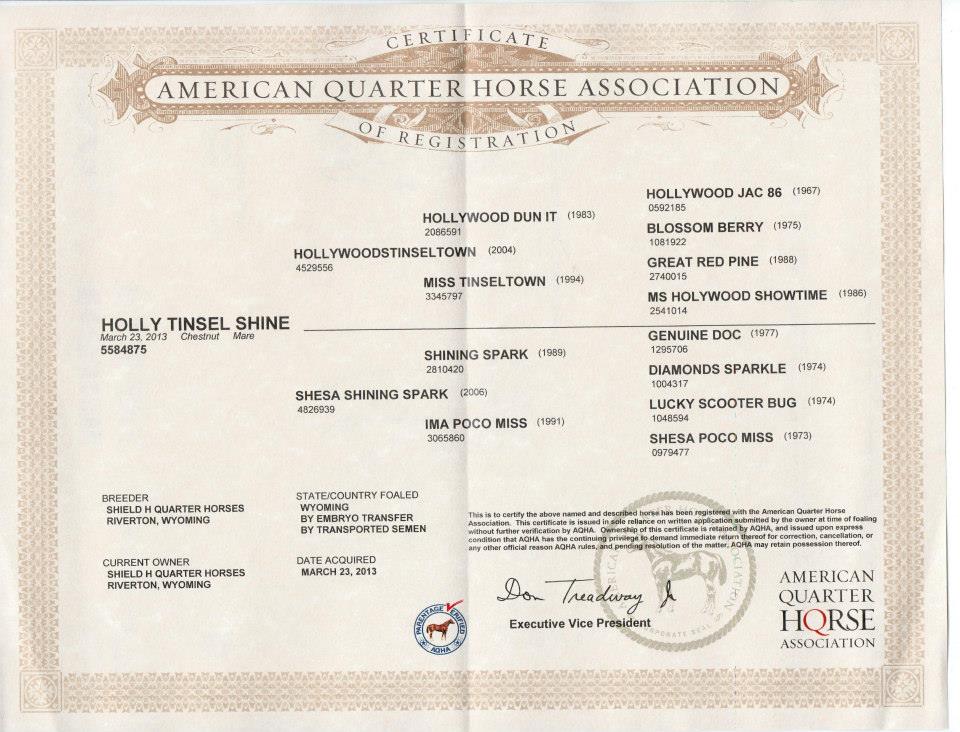 CERTIFICATE
AMERICAN QUARTER HORSE ASSOCIATION
OF REGISTRATION
HOLLYWOOD JAC 86 (1967)
0592185
HOLLYWOOD DUN IT (1983)
2086591
BLOSSOM BERRY (1975)
1081922
HOLLYWOODSTINSELTOWN (2004)
4529556
GREAT RED PINE (1988)
2740015
MISS TINSELTOWN (1994)
3345797
MS HOLYWOOD SHOWTIME (1986)
2541014
HOLLY TINSEL SHINE
March 23, 2013 Chestnut Mare
5584875
GENUINE DOC (1977)
1295706
SHINING SPARK (1989)
2810420
DIAMONDS SPARKLE (1974)
1004317
SHESA SHINING SPARK (2006)
4826939
LUCKY SCOOTER BUG (1974)
1048594
IMA POCO MISS (1991)
3065860
SHESA POCO MISS (1973)
0979477
BREEDER
SHIELD H QUARTER HORSES
RIVERTON, WYOMING
STATE/COUNTRY FOALED
WYOMING
BY EMBRYO TRANSFER
BY TRANSPORTED SEMEN
CURRENT OWNER
SHIELD H QUARTER HORSES
RIVERTON, WYOMING
DATE ACQUIRED
MARCH 23, 2013
This is to certify the above named and described horse has been registered with the American Quarter Horse
Association. This certificate is issued in sole reliance on written application submitted by the owner at time of foaling
without further verification by AQHA. Ownership of this certificate is retained by AQHA, and issued upon express
condition that AQHA has the continuing privilege to demand immediate return thereof for correction, cancellation, or
any other official reason AQHA rules, and pending resolution of the matter, AQHA may retain possession thereof.
Don Treadway Jr
Executive Vice President
PARENTAGE VERIFIED
AQHA
CORPORATE SEAL
AMERICAN
QUARTER
HORSE
ASSOCIATION